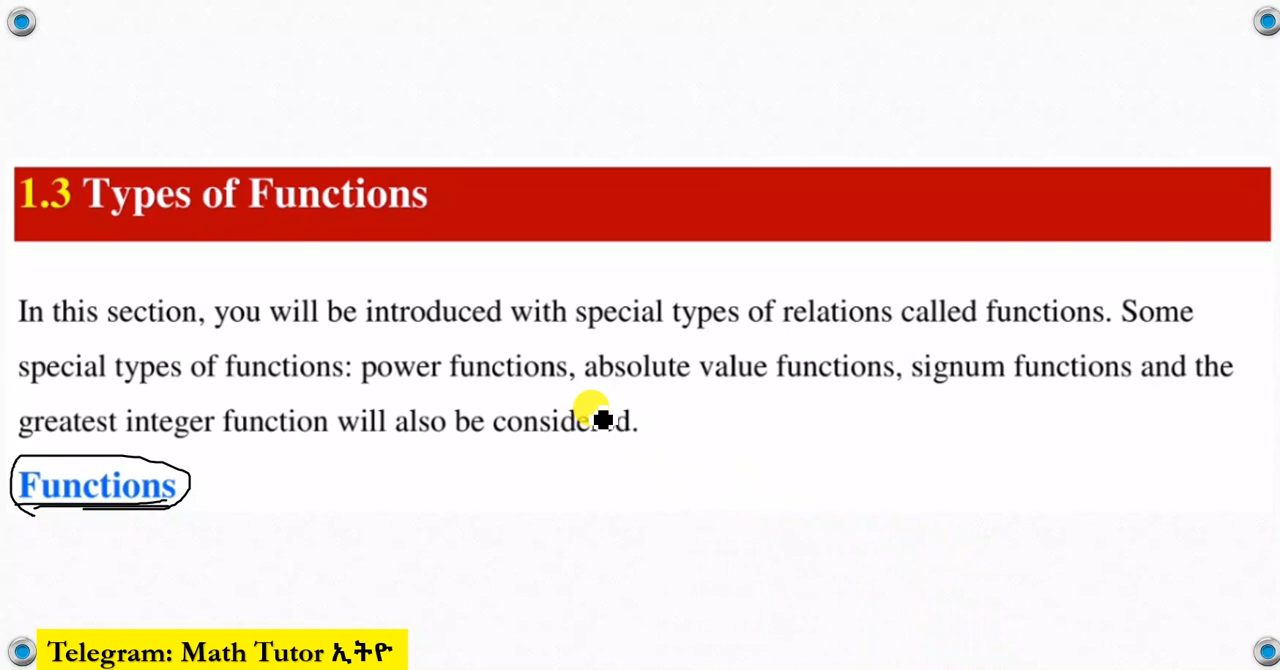 1.3 Types of Functions
In this section, you will be introduced with special types of relations called functions. Some
special types of functions: power functions, absolute value functions, signum functions and the
greatest integer function will also be considered.
Functions
Telegram: Math Tutor ኢትዮ